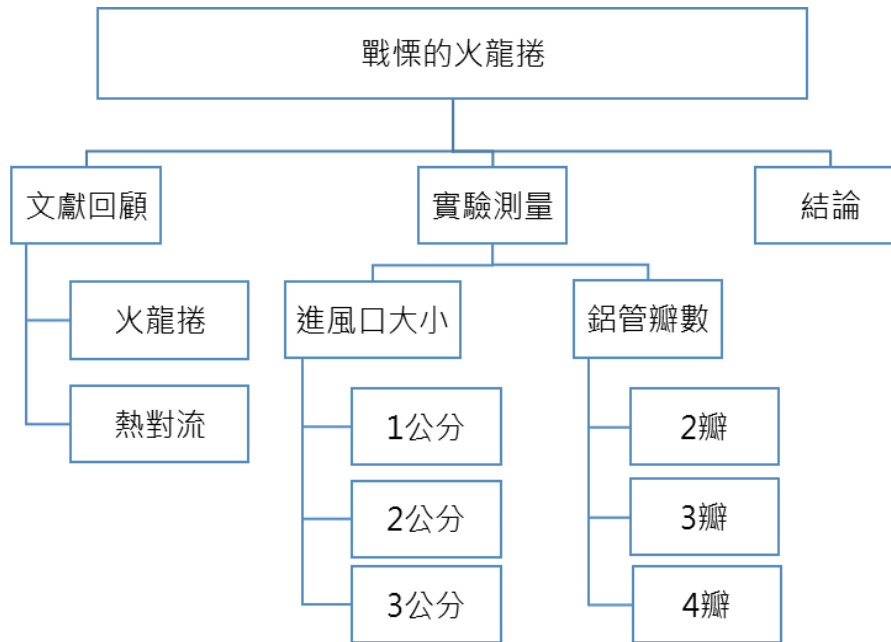 戰慄的火龍捲
文獻回顧
實驗測量
結論
火龍捲
熱對流
進風口大小
鋁管瓣數
1公分
2公分
3公分
2瓣
3瓣
4瓣